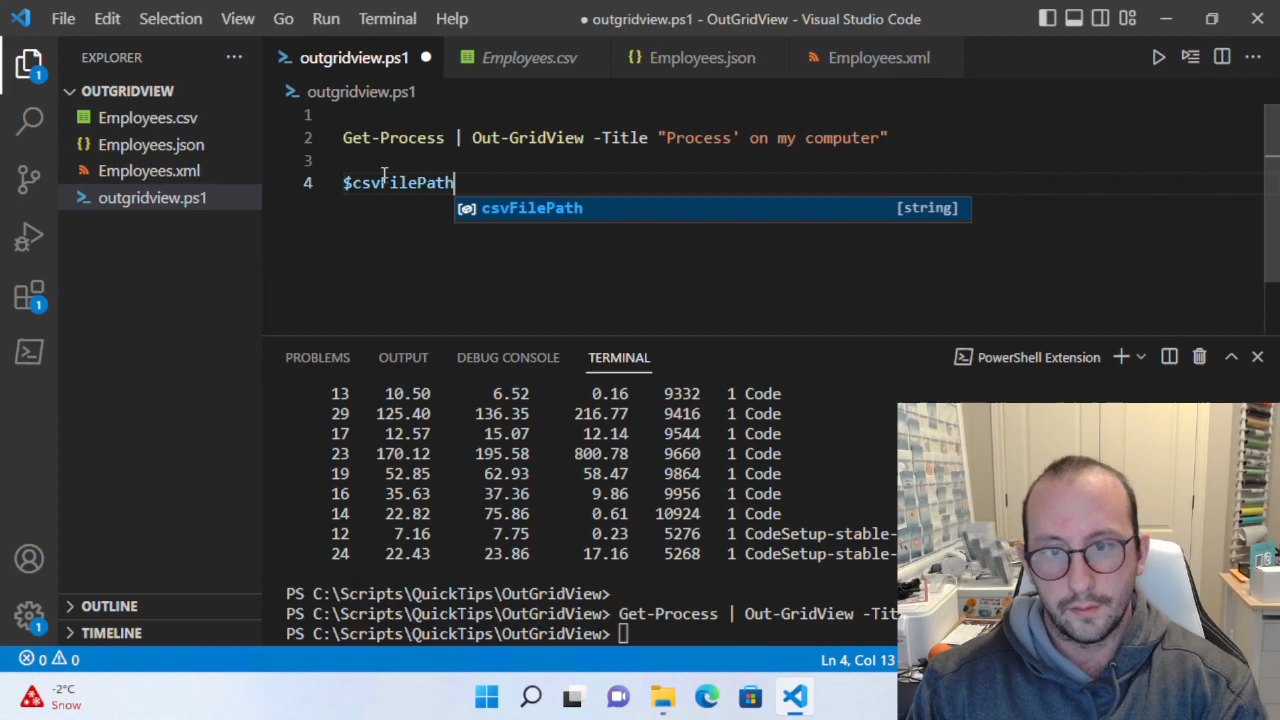 File Edit Selection View Go Run Terminal Help
● outgridview.ps1 - OutGridView - Visual Studio Code
EXPLORER
outgridview.ps1
Employees.csv
Employees.json
Employees.xml
OUTGRIDVIEW
Employees.csv
Employees.json
Employees.xml
outgridview.ps1
outgridview.ps1
1
2 Get-Process | Out-GridView -Title "Process' on my computer"
3
4 $csvFilePath
csvFilePath [string]
PROBLEMS OUTPUT DEBUG CONSOLE TERMINAL
PowerShell Extension
13 10.50 6.52 0.16 9332 1 Code
29 125.40 136.35 216.77 9416 1 Code
17 12.57 15.07 12.14 9544 1 Code
23 170.12 195.58 800.78 9660 1 Code
19 52.85 62.93 58.47 9864 1 Code
16 35.63 37.36 9.86 9956 1 Code
14 22.82 75.86 0.61 10924 1 Code
12 7.16 7.75 0.23 5276 1 CodeSetup-stable-
24 22.43 23.86 17.16 5268 1 CodeSetup-stable-
PS C:\Scripts\QuickTips\OutGridView>
PS C:\Scripts\QuickTips\OutGridView> Get-Process | Out-GridView -Tit
PS C:\Scripts\QuickTips\OutGridView>
OUTLINE
TIMELINE
1
1
1
0 0
Ln 4, Col 13
-2°C
Snow